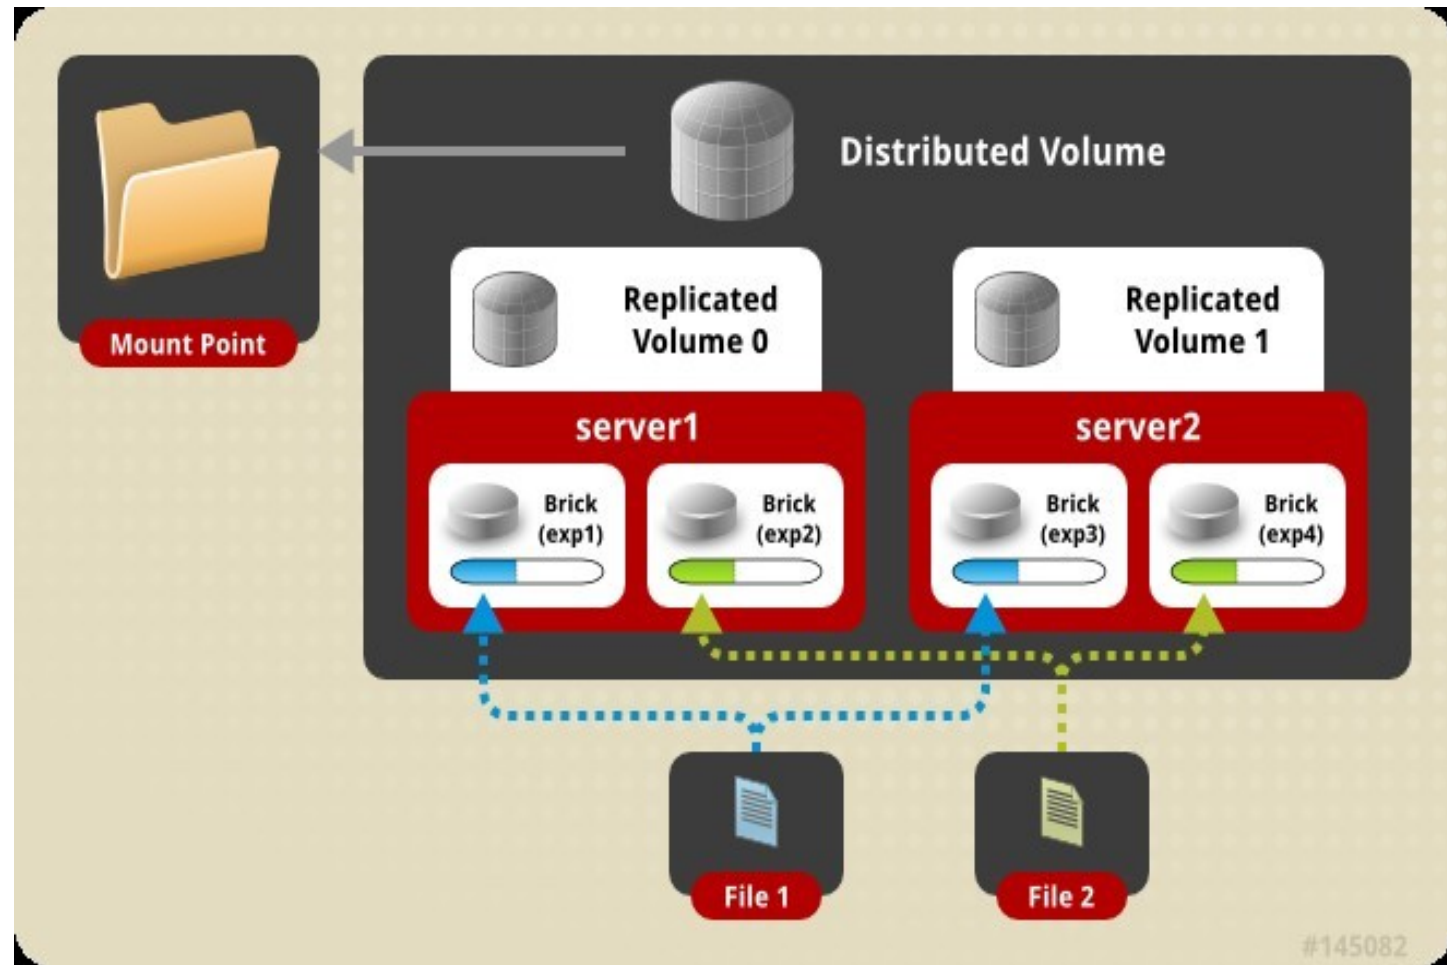 Distributed Volume
Mount Point
Replicated
Volume 0
Replicated
Volume 1
server1
server2
Brick
(exp1)
Brick
(exp2)
Brick
(exp3)
Brick
(exp4)
File 1
File 2
#145082